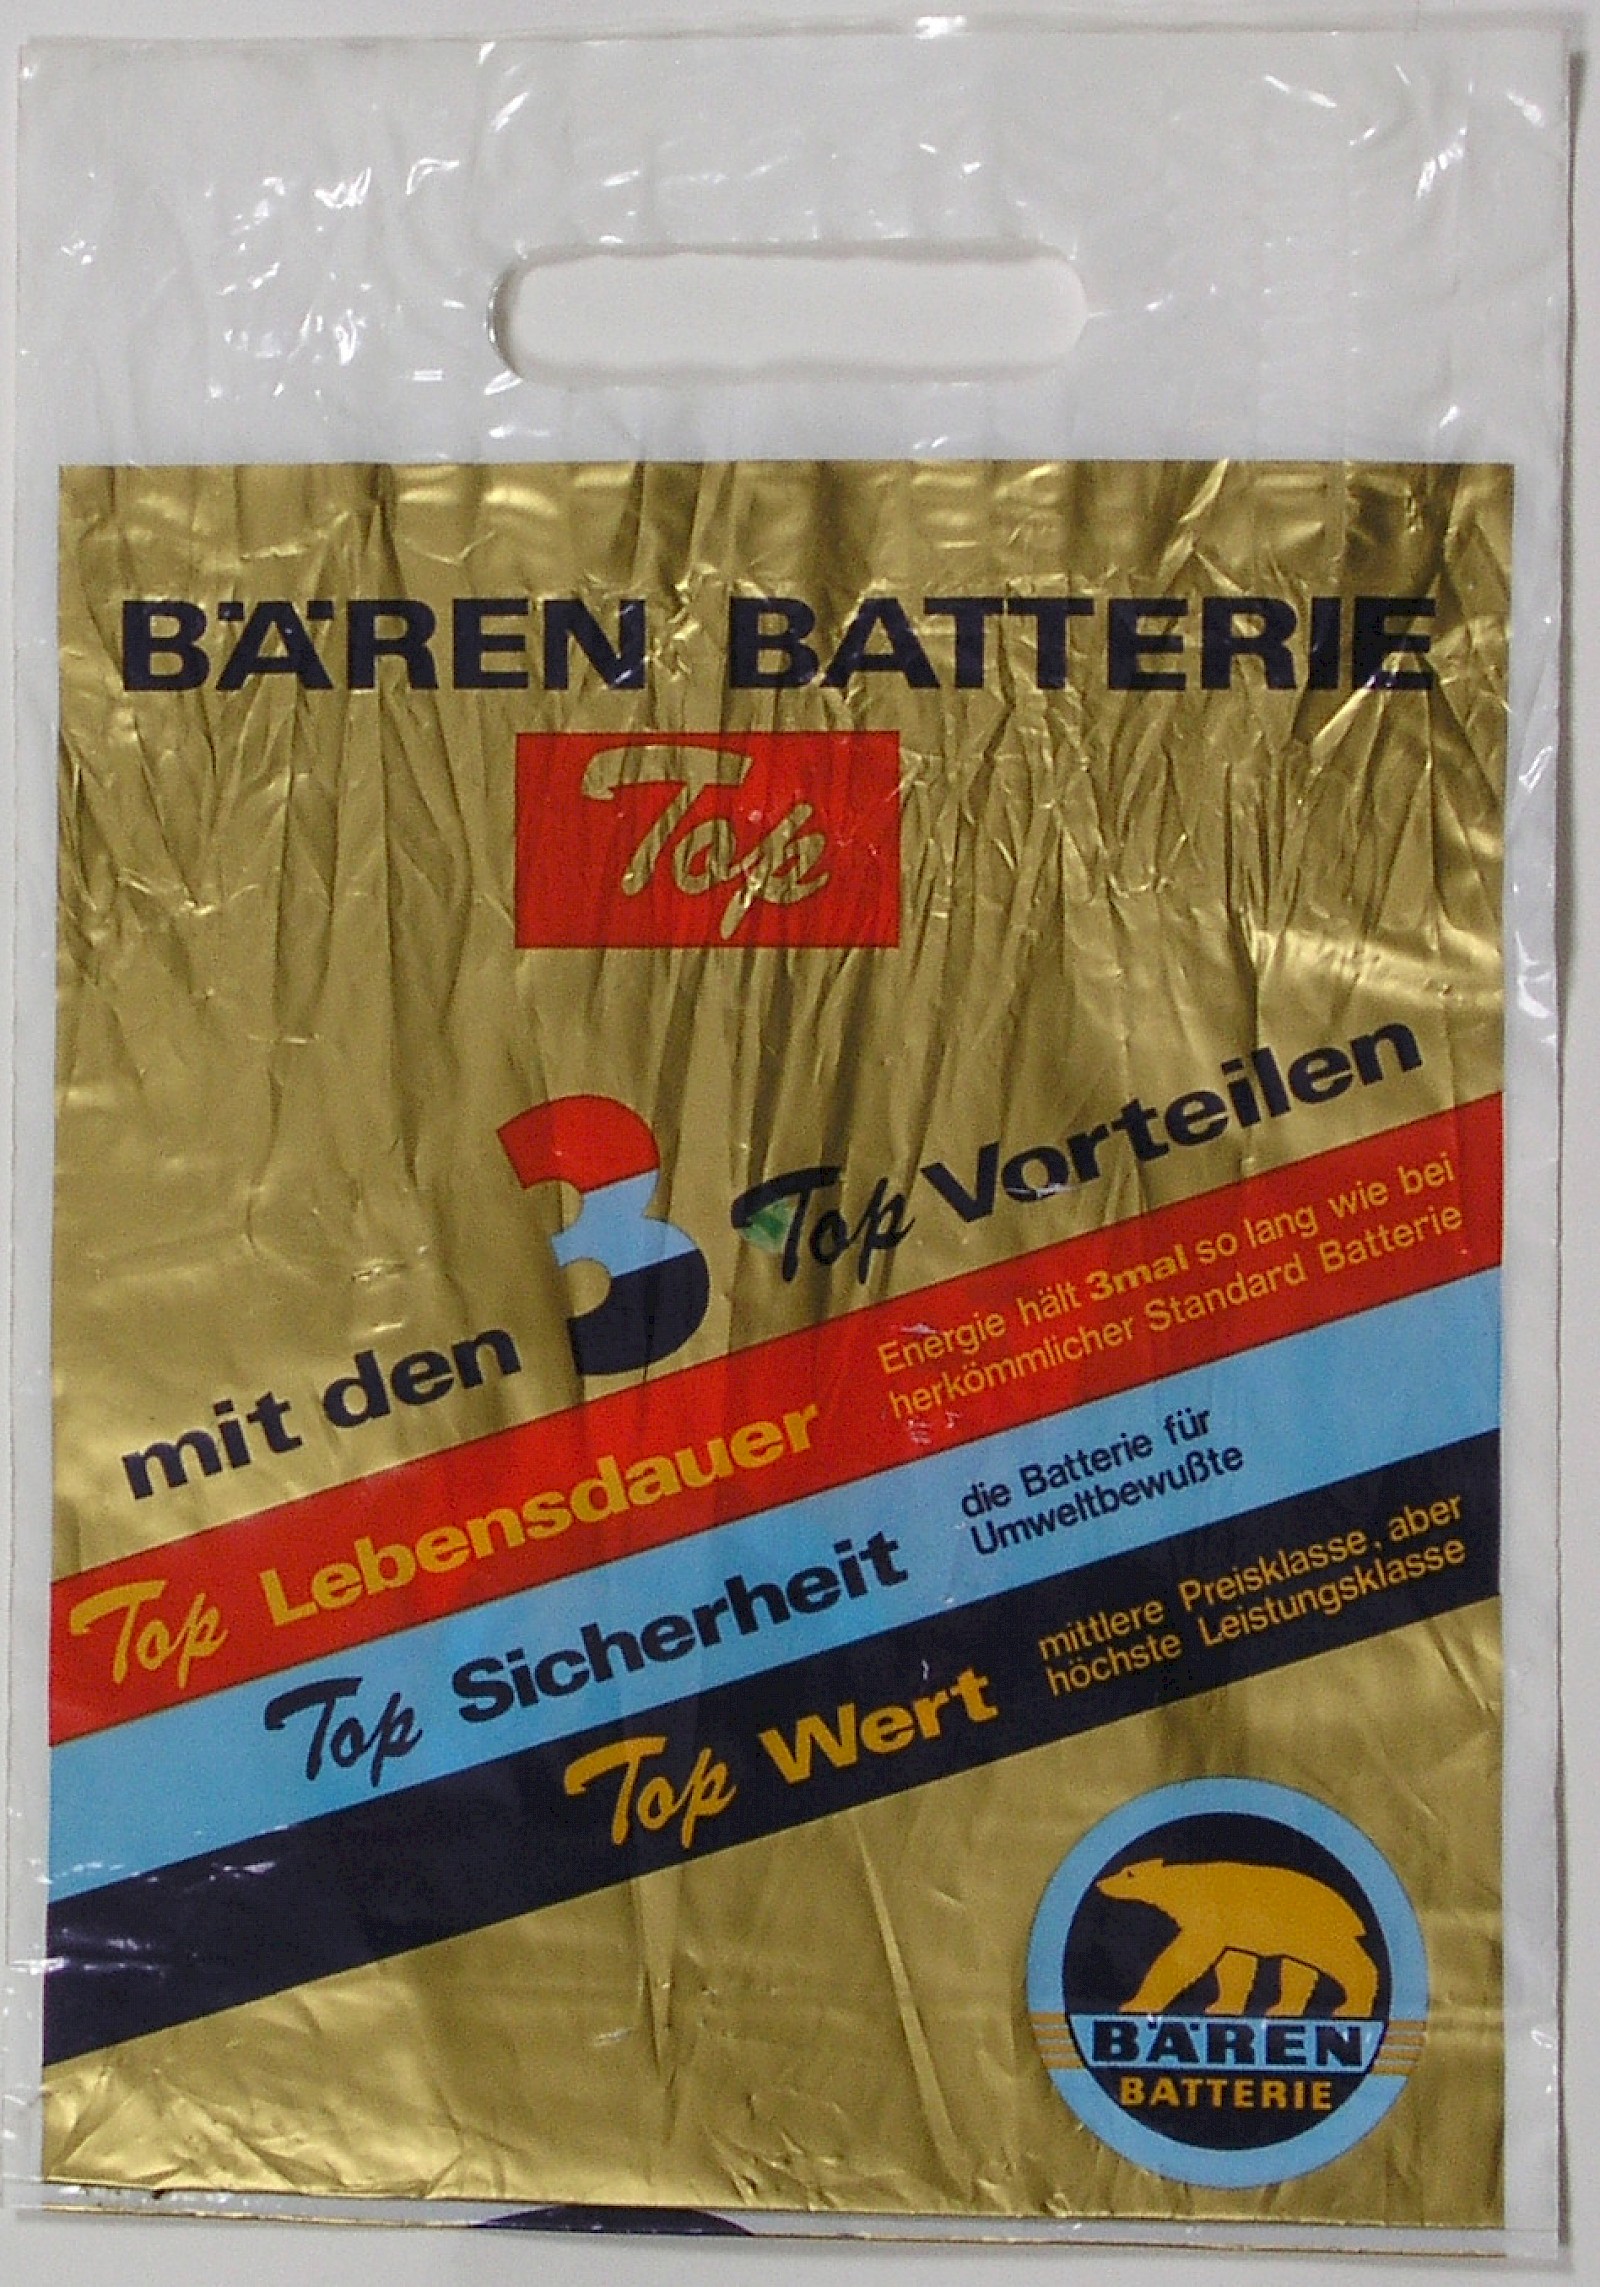 BÄREN BATTERIE
Top
mit den 3 Top Vorteilen
Top Lebensdauer
Energie hält 3mal so lang wie bei
herkömmlicher Standard Batterie
Top Sicherheit
die Batterie für
Umweltbewußte
Top Wert
mittlere Preisklasse, aber
höchste Leistungsklasse
BÄREN
BATTERIE